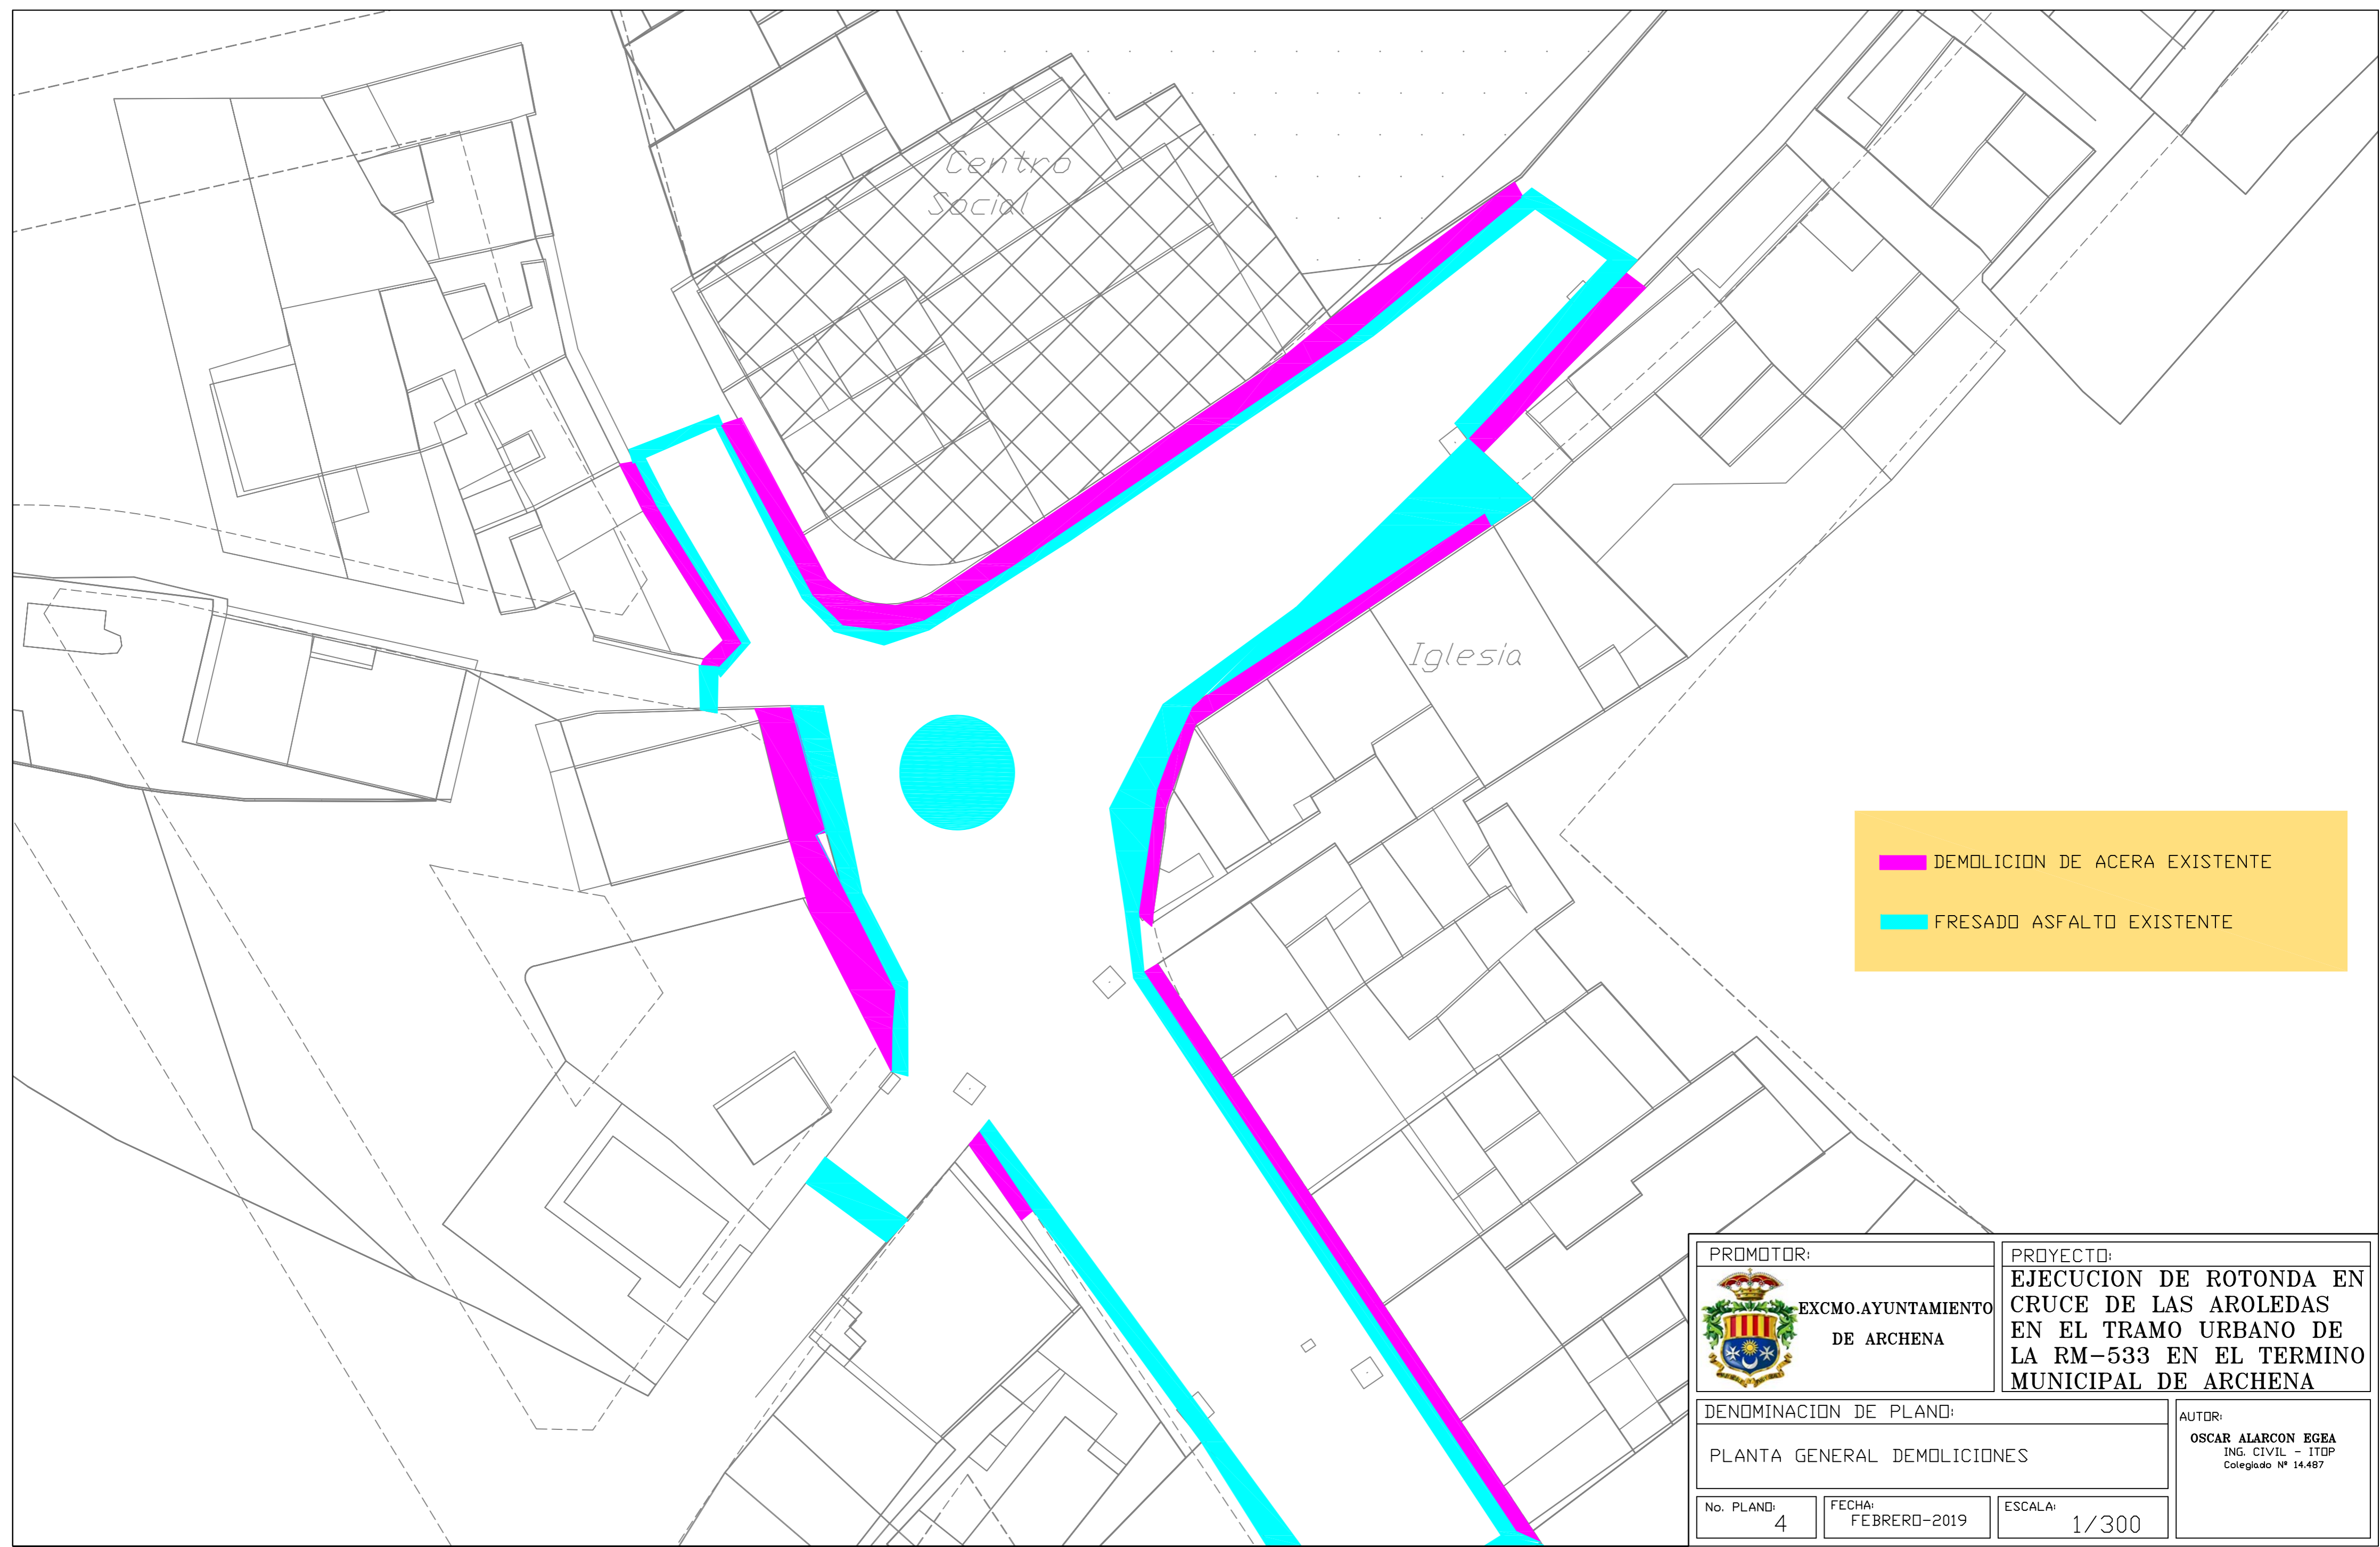 Centro
Social
Iglesia
DEMOLICION DE ACERA EXISTENTE
FRESADO ASFALTO EXISTENTE
PROMOTOR:
EXCMO.AYUNTAMIENTO
DE ARCHENA
PROYECTO:
EJECUCION DE ROTONDA EN
CRUCE DE LAS AROLEDAS
EN EL TRAMO URBANO DE
LA RM-533 EN EL TERMINO
MUNICIPAL DE ARCHENA
DENOMINACION DE PLANO:
PLANTA GENERAL DEMOLICIONES
AUTOR:
OSCAR ALARCON EGEA
ING. CIVIL - ITOP
Colegiado Nº 14.487
No. PLANO:
4
FECHA:
FEBRERO-2019
ESCALA:
1/300